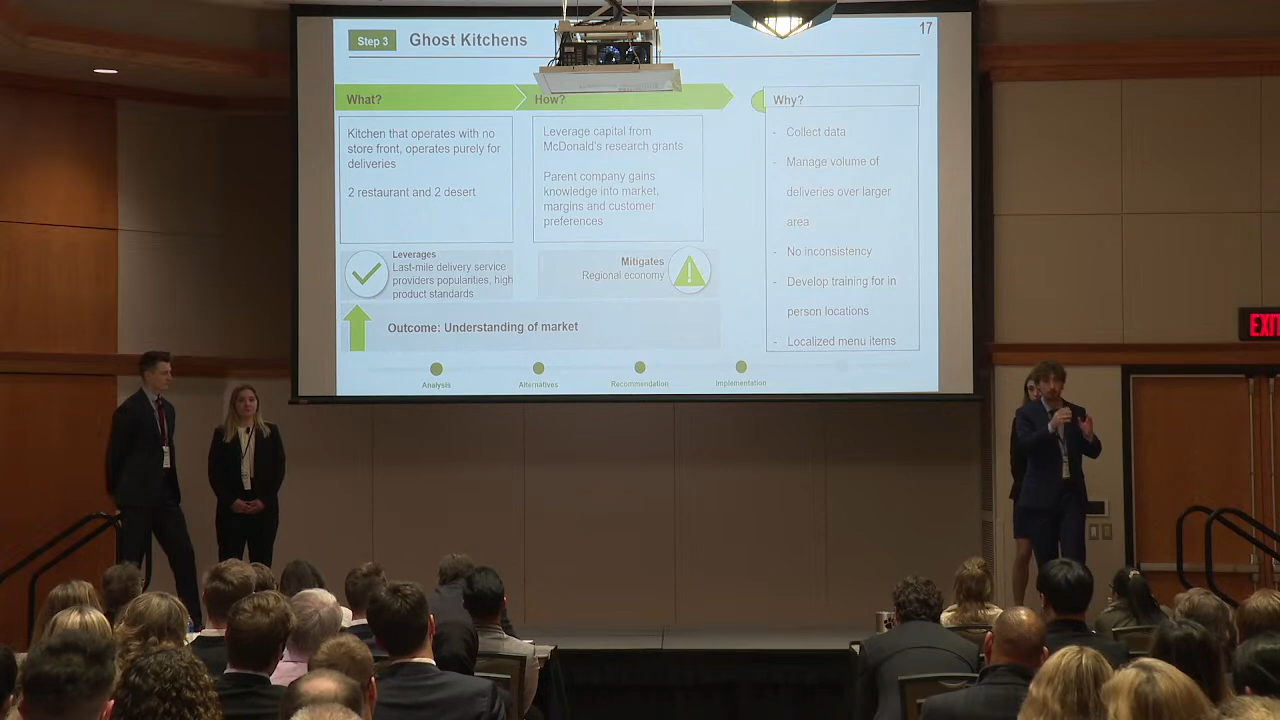 17
Step 3
Ghost Kitchens
What?
How?
Why?
Kitchen that operates with no
store front, operates purely for
deliveries
2 restaurant and 2 desert
Leverage capital from
McDonald's research grants
Parent company gains
knowledge into market,
margins and customer
preferences
- Collect data
- Manage volume of
deliveries over larger
area
- No inconsistency
- Develop training for in
person locations
- Localized menu items
Leverages
Last-mile delivery service
providers popularities, high
product standards
Mitigates
Regional economy
Outcome: Understanding of market
Analysis
Alternatives
Recommendation
Implementation